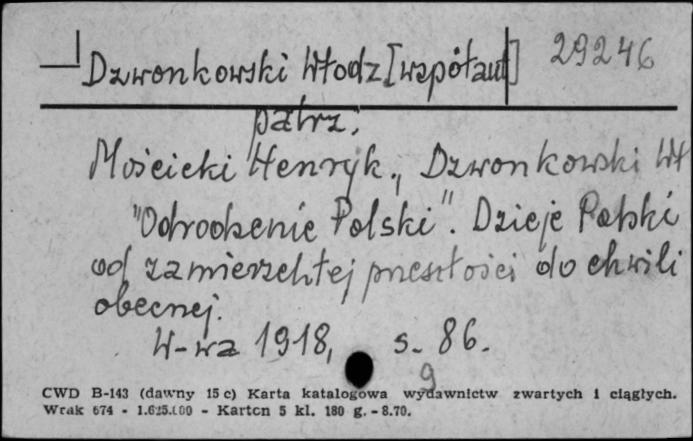 Dzwonkowski Włodz [współaut] 29246
patrz:
Mościcki Henryk., Dzwonkowski Wł
"Odrodzenie Polski". Dzieje Polski
od zamierzchłej przeszłości do chwili
obecnej.
W-wa 1918, s. 86.
9
CWD B-143 (dawny 15 c) Karta katalogowa wydawnictw zwartych i ciągłych.
Wrak 674 - 1.625.000 - Karton 5 kl. 180 g. - 8.70.